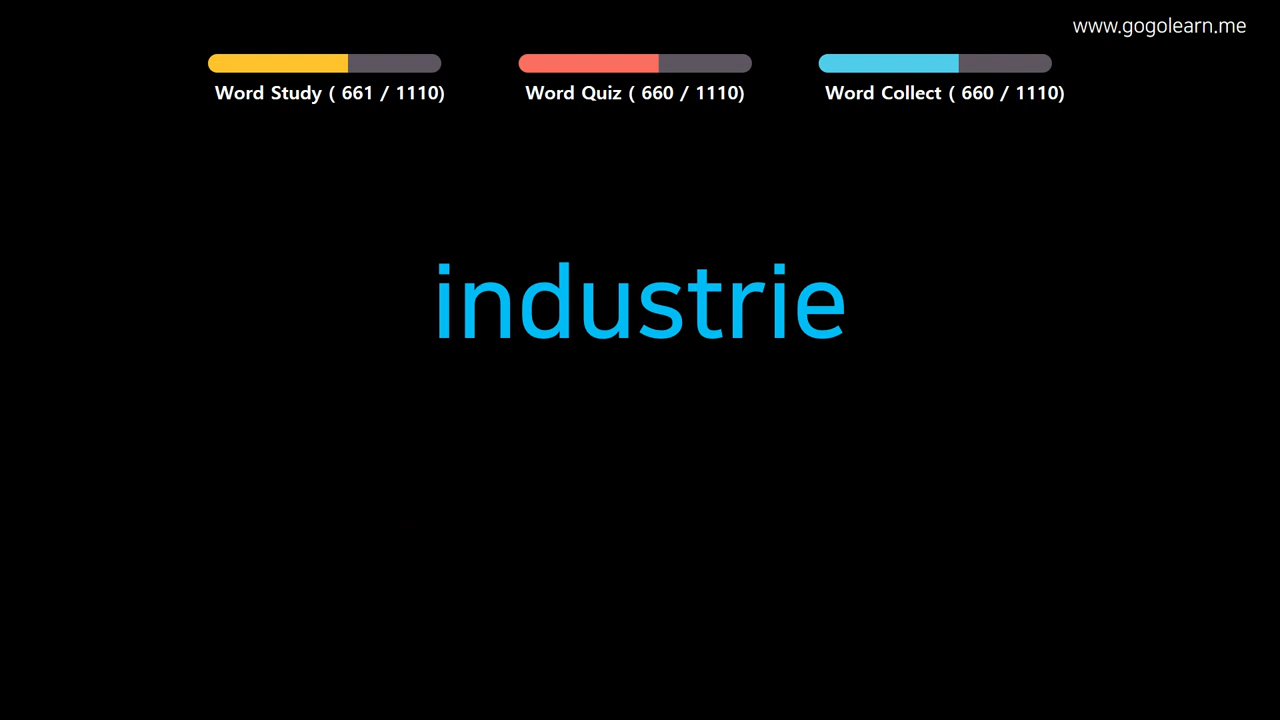 www.gogolearn.me
Word Study ( 661 / 1110)
Word Quiz ( 660 / 1110)
Word Collect ( 660 / 1110)
industrie